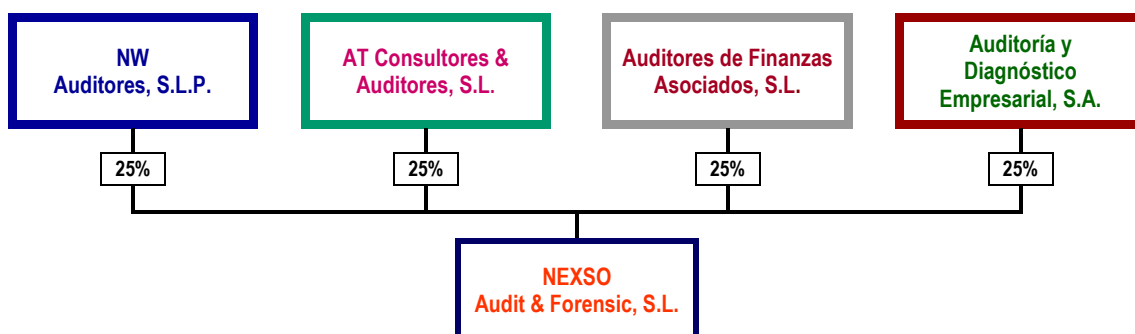 NW
Auditores, S.L.P.
AT Consultores &
Auditores, S.L.
Auditores de Finanzas
Asociados, S.L.
Auditoría y
Diagnóstico
Empresarial, S.A.
25%
25%
25%
25%
NEXSO
Audit & Forensic, S.L.